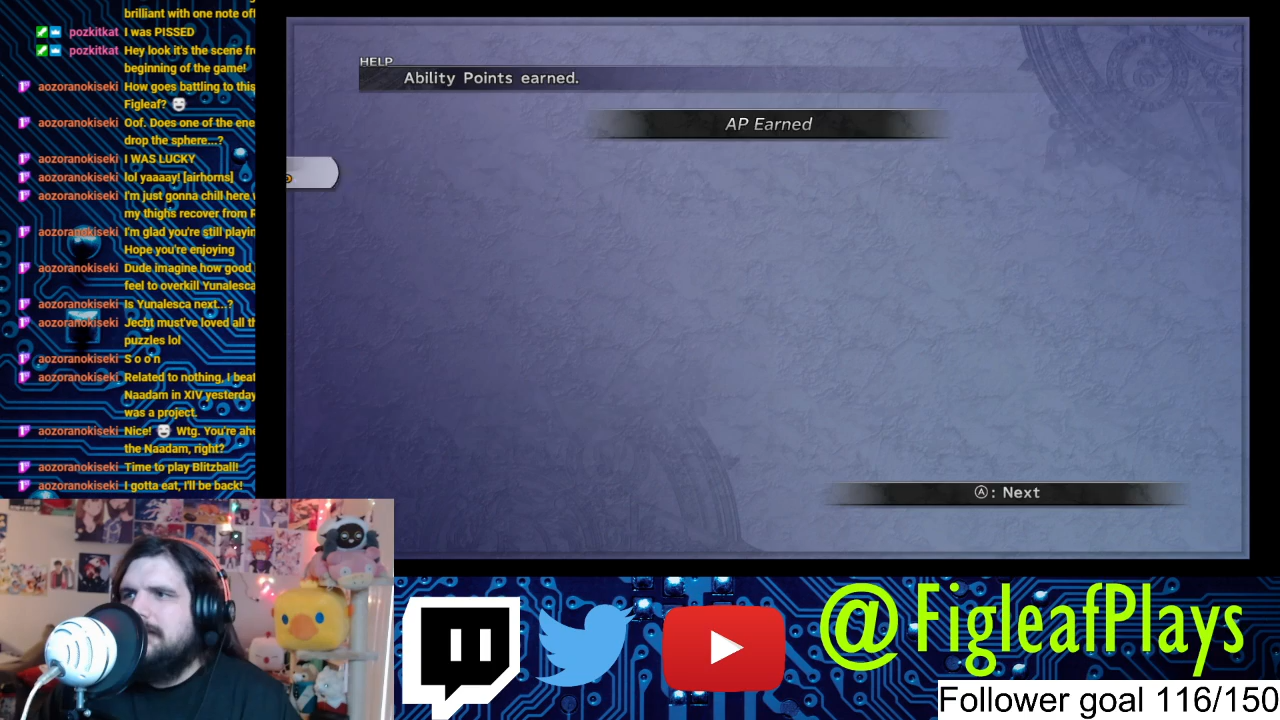 brilliant with one note of
pozkitkat I was PISSED
pozkitkat Hey look it's the scene fr
beginning of the game!
aozoranokiseki How goes battling to this
Figleaf?
aozoranokiseki Oof. Does one of the ene
drop the sphere...?
aozoranokiseki I WAS LUCKY
aozoranokiseki lol yaaaay! [airhorns]
aozoranokiseki I'm just gonna chill here
my thighs recover from
aozoranokiseki I'm glad you're still playin
Hope you're enjoying
aozoranokiseki Dude imagine how good
feel to overkill Yunalesca
aozoranokiseki Is Yunalesca next...?
aozoranokiseki Jecht must've loved all th
puzzles lol
aozoranokiseki S o o n
aozoranokiseki Related to nothing, I beat
Naadam in XIV yesterday
was a project.
aozoranokiseki Nice! Wtg. You're ahe
the Naadam, right?
aozoranokiseki Time to play Blitzball!
aozoranokiseki I gotta eat, I'll be back!
HELP
Ability Points earned.
AP Earned
Ⓐ: Next
@FigleafPlays
Follower goal 116/150